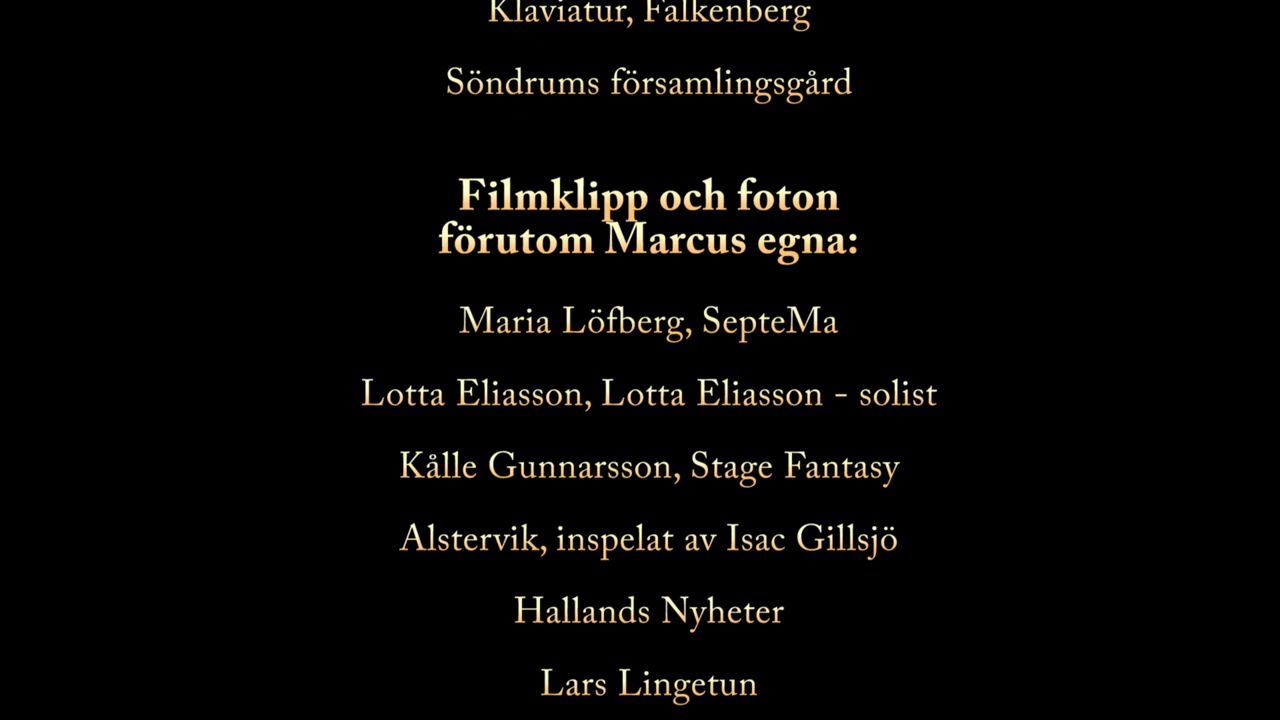 Klaviatur, Falkenberg
Söndrums församlingsgård
Filmklipp och foton
förutom Marcus egna:
Maria Löfberg, SepteMa
Lotta Eliasson, Lotta Eliasson - solist
Kålle Gunnarsson, Stage Fantasy
Alstervik, inspelat av Isac Gillsjö
Hallands Nyheter
Lars Lingetun